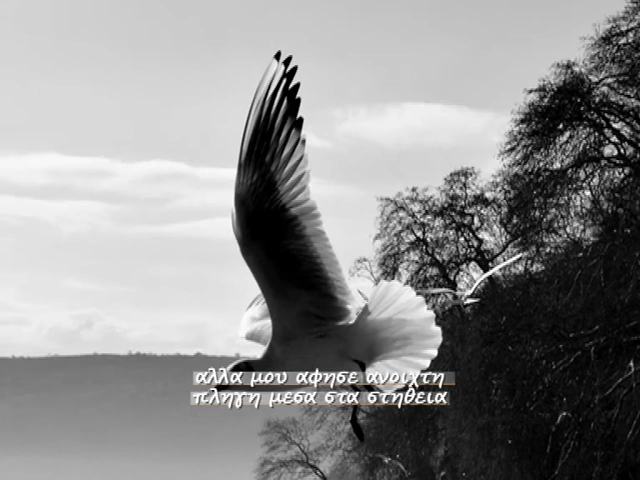 αλλα μου αφησε ανοιχτη
πληγη μεσα στα στηθεια